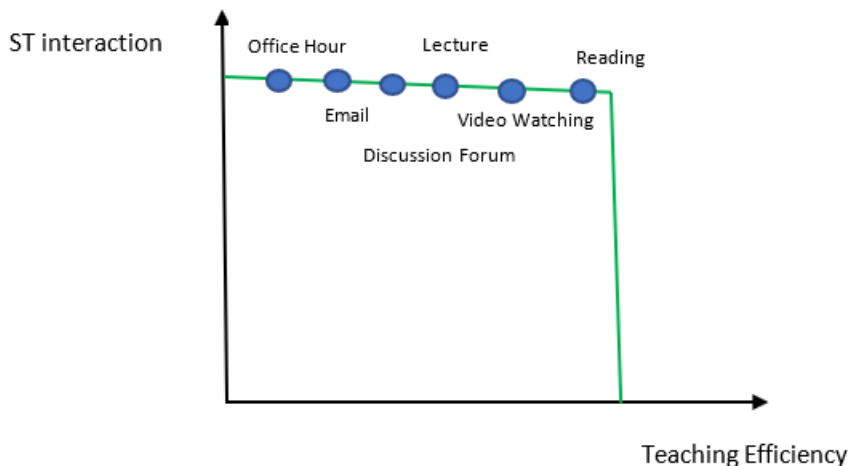 ST interaction
Office Hour
Lecture
Reading
Email
Video Watching
Discussion Forum
Teaching Efficiency